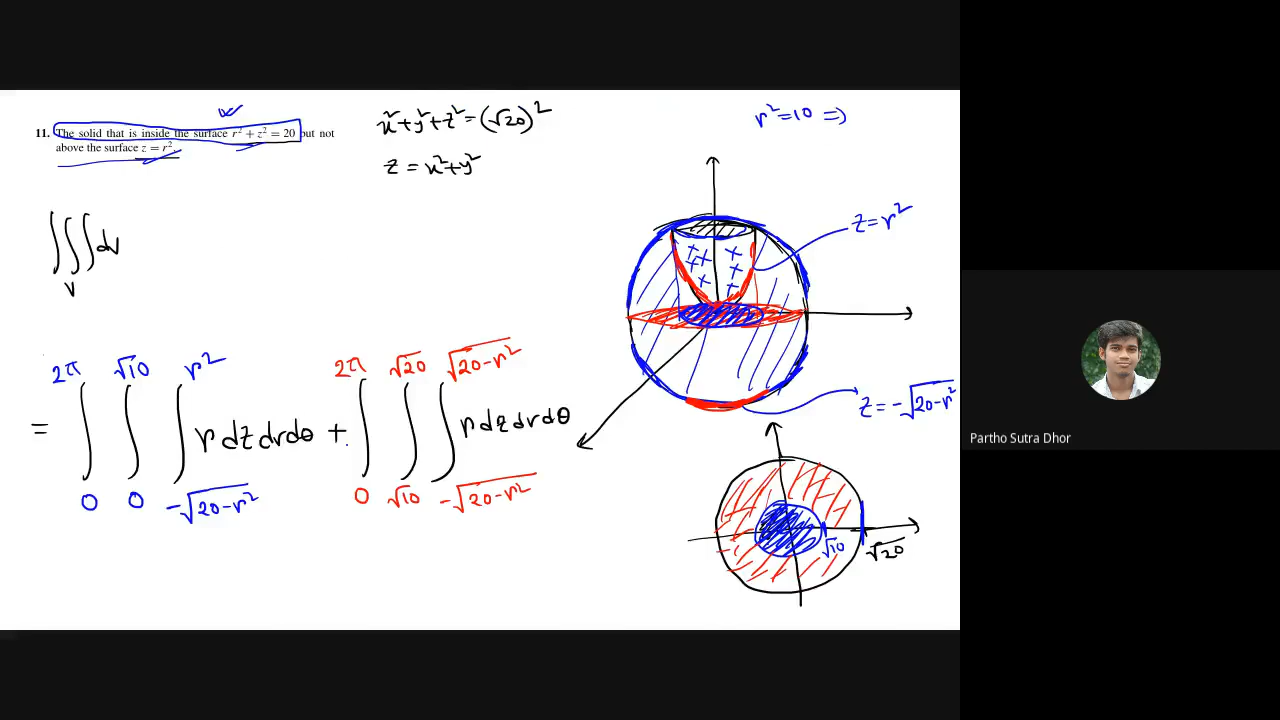 11. The solid that is inside the surface r² + z² = 20 but not
above the surface z = r².
x²+y²+z²=(√20)²
z = x²+y²
r²=10 ⇒
∭dv
V
z=r²
= ∫₀^{2π} ∫₀^{√10} ∫_{-√(20-r²)}^{r²} r dz dr dθ + ∫₀^{2π} ∫_{√10}^{√20} ∫_{-√(20-r²)}^{√(20-r²)} r dz dr dθ
z=-√(20-r²)
√10
√20
Partho Sutra Dhor